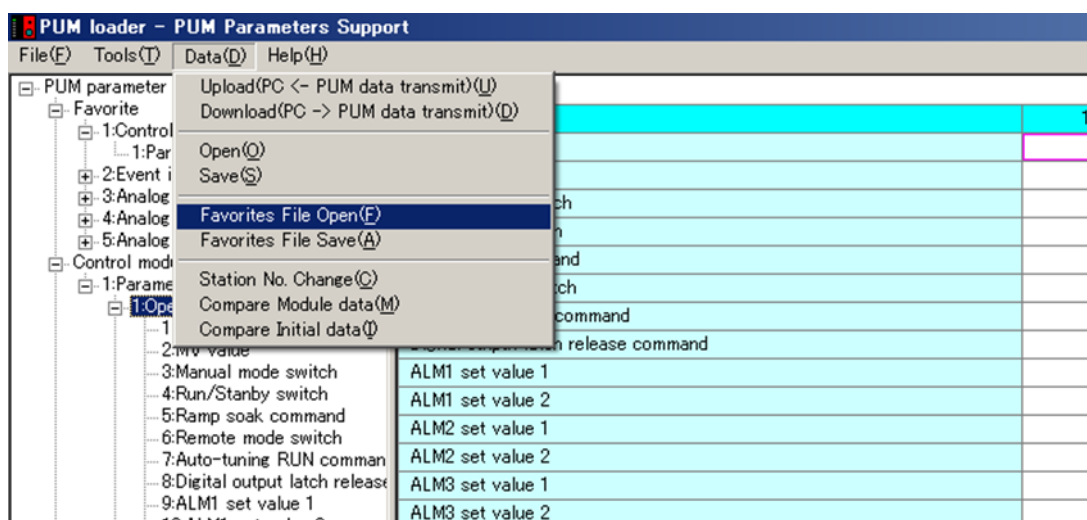 PUM loader - PUM Parameters Support
File(F) Tools(T) Data(D) Help(H)
Upload(PC <- PUM data transmit)(U)
Download(PC -> PUM data transmit)(D)
Open(O)
Save(S)
Favorites File Open(F)
Favorites File Save(A)
Station No. Change(C)
Compare Module data(M)
Compare Initial data(I)
PUM parameter
Favorite
1:Control
1:Par
2:Event i
3:Analog
4:Analog
5:Analog
Control mod
1:Parame
1:Ope
1
2:MV value
3:Manual mode switch
4:Run/Stanby switch
5:Ramp soak command
6:Remote mode switch
7:Auto-tuning RUN comman
8:Digital output latch release
9:ALM1 set value 1
1
ch
and
ch
command
Digital output latch release command
ALM1 set value 1
ALM1 set value 2
ALM2 set value 1
ALM2 set value 2
ALM3 set value 1
ALM3 set value 2